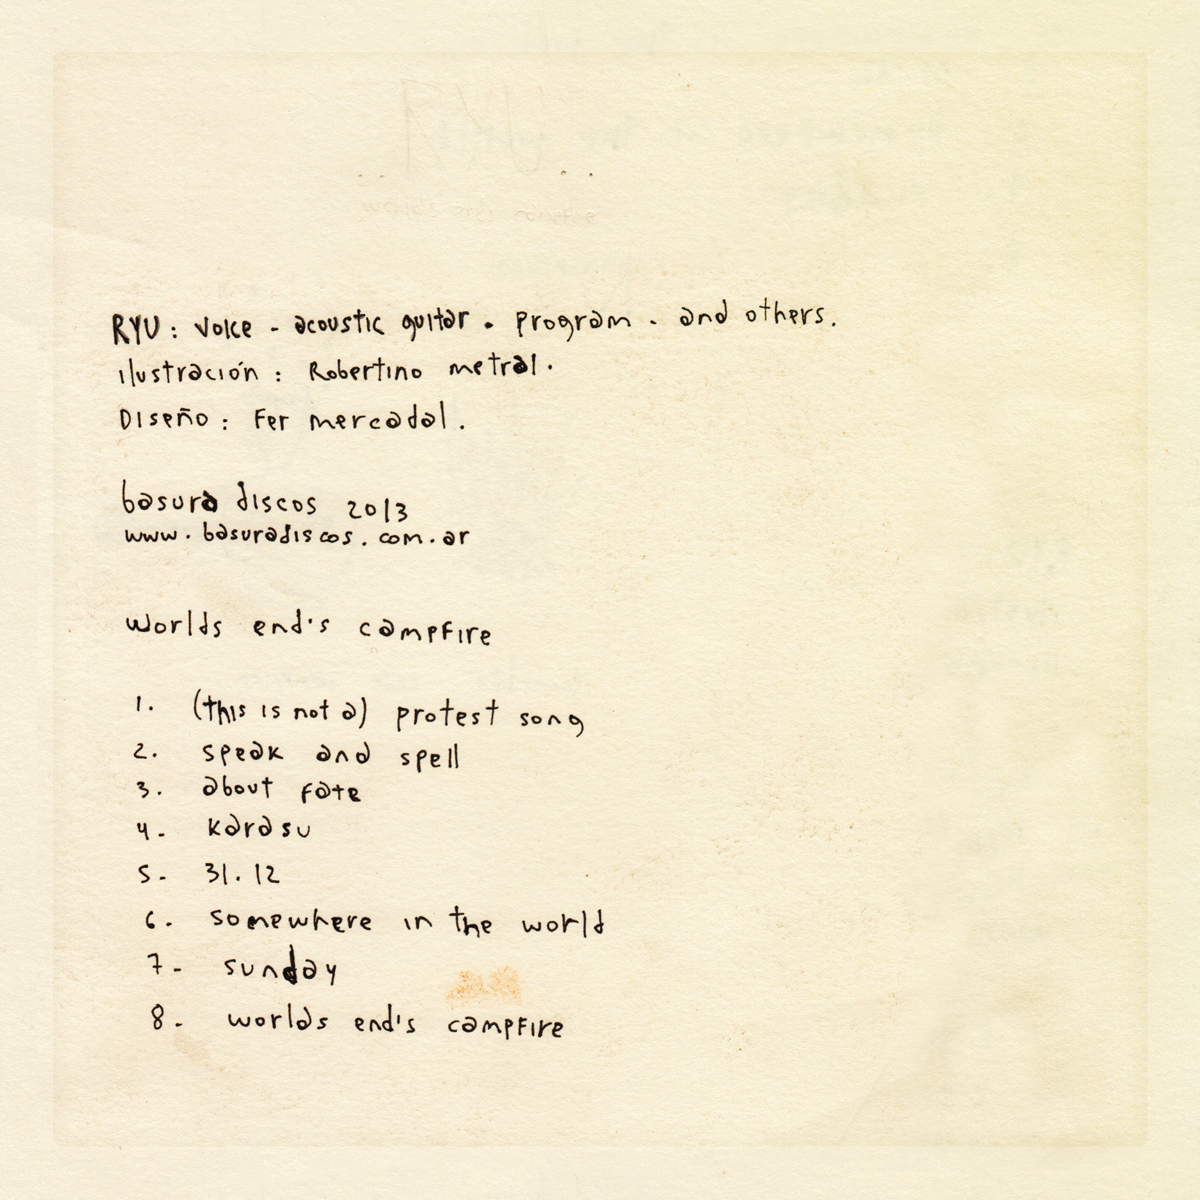 RYU: voice - acoustic guitar . program . and others.
ilustración : Robertino metral.
Diseño : Fer mercadal.
basura discos 2013
www.basuradiscos.com.ar
worlds end's campfire
1. (this is not a) protest song
2. speak and spell
3. about fate
4. karasu
5. 31.12
6. somewhere in the world
7- sunday
8- worlds end's campfire